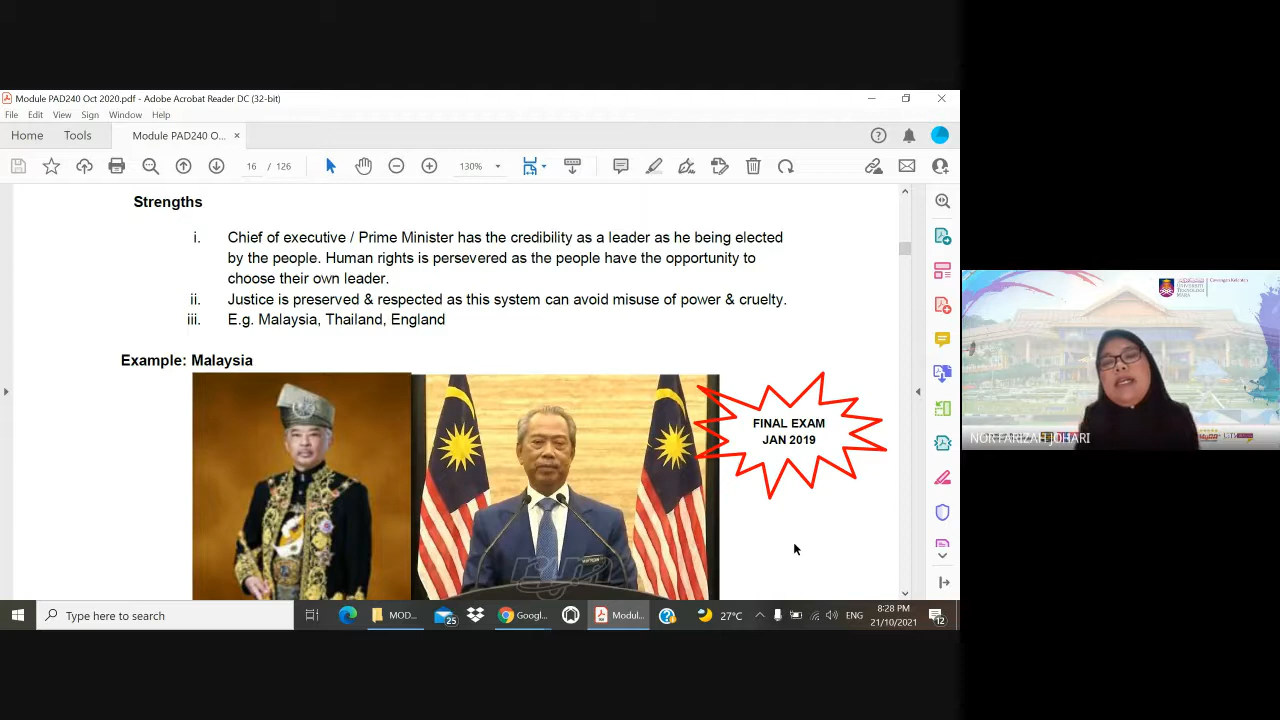 Module PAD240 Oct 2020.pdf - Adobe Acrobat Reader DC (32-bit)
File Edit View Sign Window Help
Home Tools Module PAD240 O... ×
16 / 126 130%
Strengths
i. Chief of executive / Prime Minister has the credibility as a leader as he being elected
by the people. Human rights is persevered as the people have the opportunity to
choose their own leader.
ii. Justice is preserved & respected as this system can avoid misuse of power & cruelty.
iii. E.g. Malaysia, Thailand, England
Example: Malaysia
FINAL EXAM
JAN 2019
UNIVERSITI
TEKNOLOGI
MARA
NOR FARIZAH JOHARI
Type here to search
MOD...
25
Googl...
Modul...
27°C
ENG
8:28 PM
21/10/2021
12